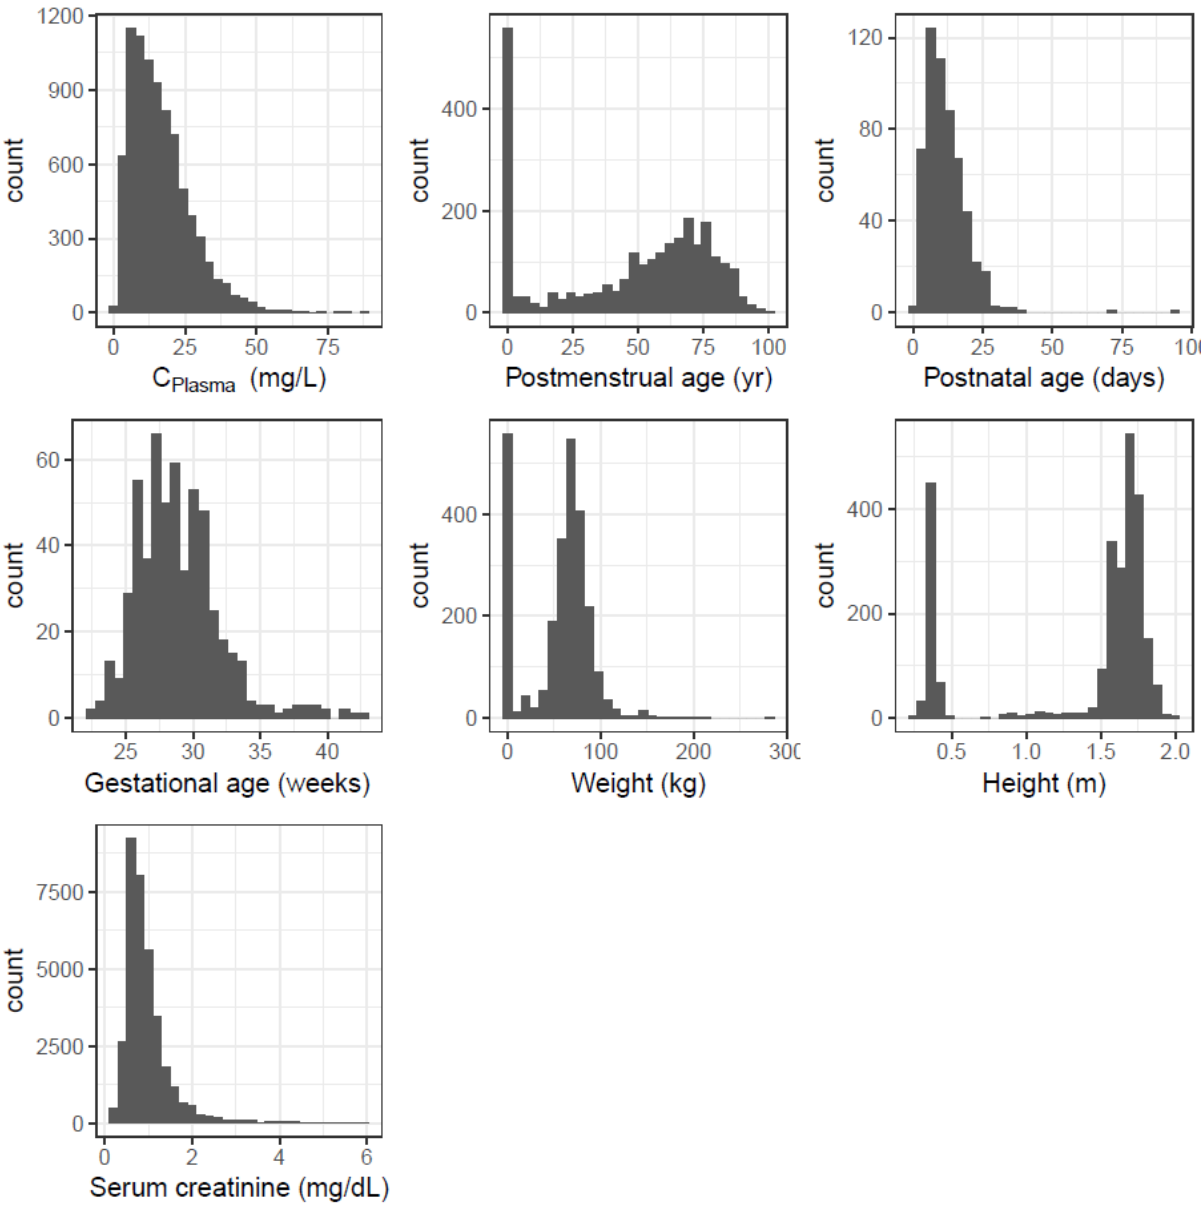 1200
900
600
300
0
count
0 25 50 75
C_Plasma (mg/L)
400
200
0
count
0 25 50 75 100
Postmenstrual age (yr)
120
80
40
0
count
0 25 50 75 100
Postnatal age (days)
60
40
20
0
count
25 30 35 40
Gestational age (weeks)
400
200
0
count
0 100 200 300
Weight (kg)
400
200
0
count
0.5 1.0 1.5 2.0
Height (m)
7500
5000
2500
0
count
0 2 4 6
Serum creatinine (mg/dL)